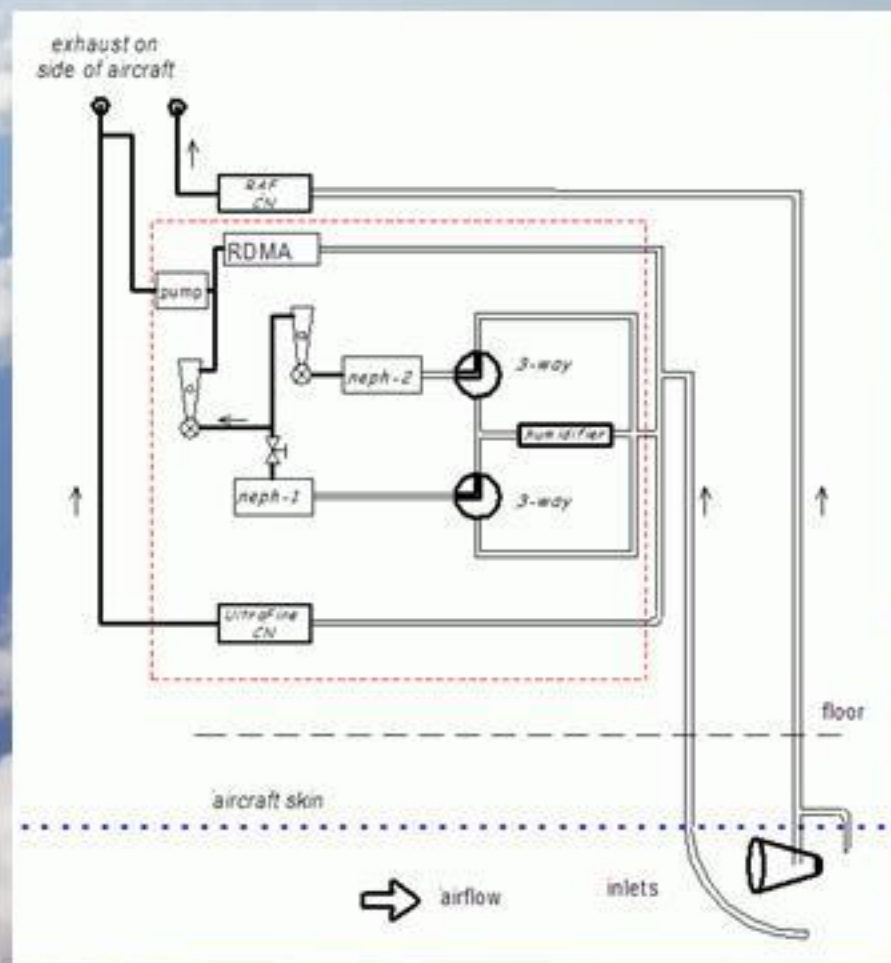 exhaust on
side of aircraft
RAF
CN
RDMA
pump
neph-2
3-way
humidifier
neph-1
3-way
UltraFine
CN
floor
aircraft skin
airflow
inlets